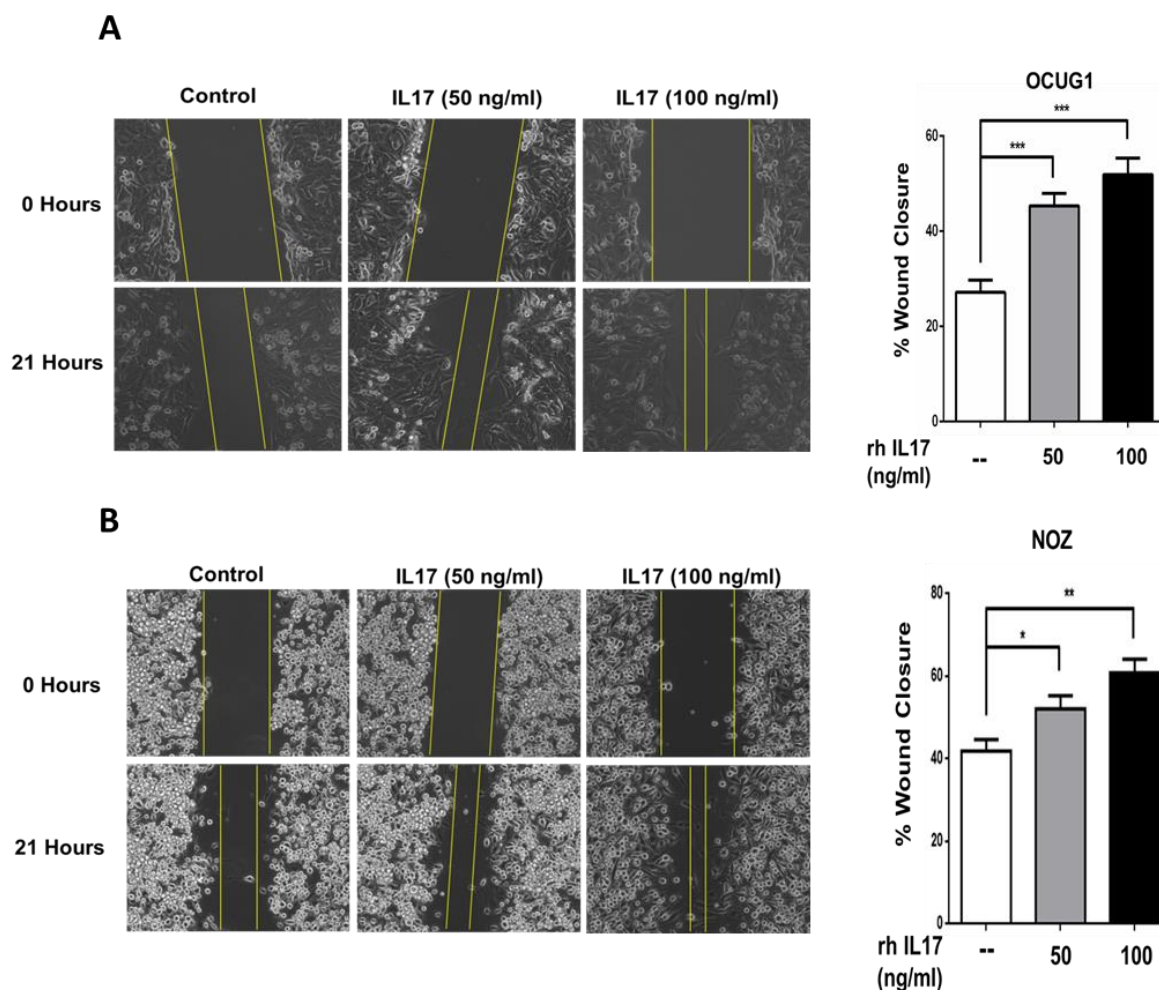 A
Control
IL17 (50 ng/ml)
IL17 (100 ng/ml)
0 Hours
21 Hours
OCUG1
% Wound Closure
60
40
20
0
***
***
rh IL17
(ng/ml)
--
50
100
B
Control
IL17 (50 ng/ml)
IL17 (100 ng/ml)
0 Hours
21 Hours
NOZ
% Wound Closure
80
60
40
20
0
**
*
rh IL17
(ng/ml)
--
50
100